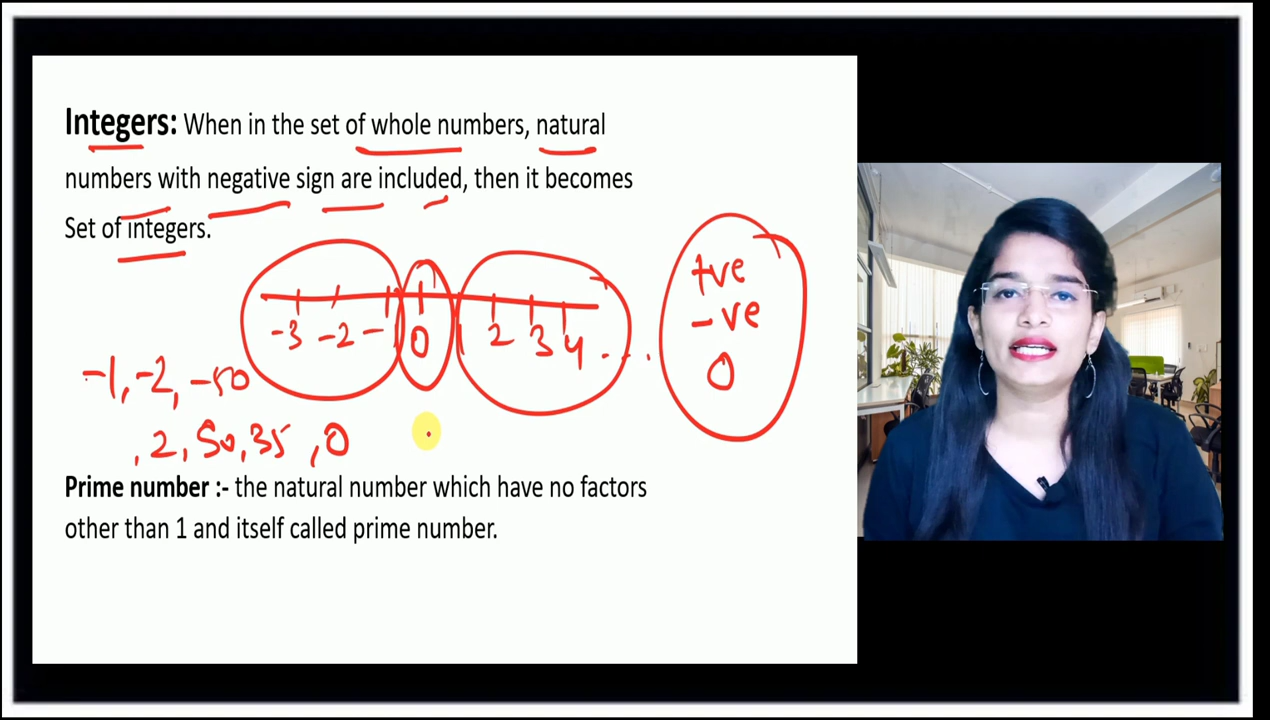 Integers: When in the set of whole numbers, natural
numbers with negative sign are included, then it becomes
Set of integers.
-3 -2 -1 0 1 2 3 4 ....
+ve
-ve
0
-1, -2, -50
, 2, 50, 35 , 0
Prime number :- the natural number which have no factors
other than 1 and itself called prime number.